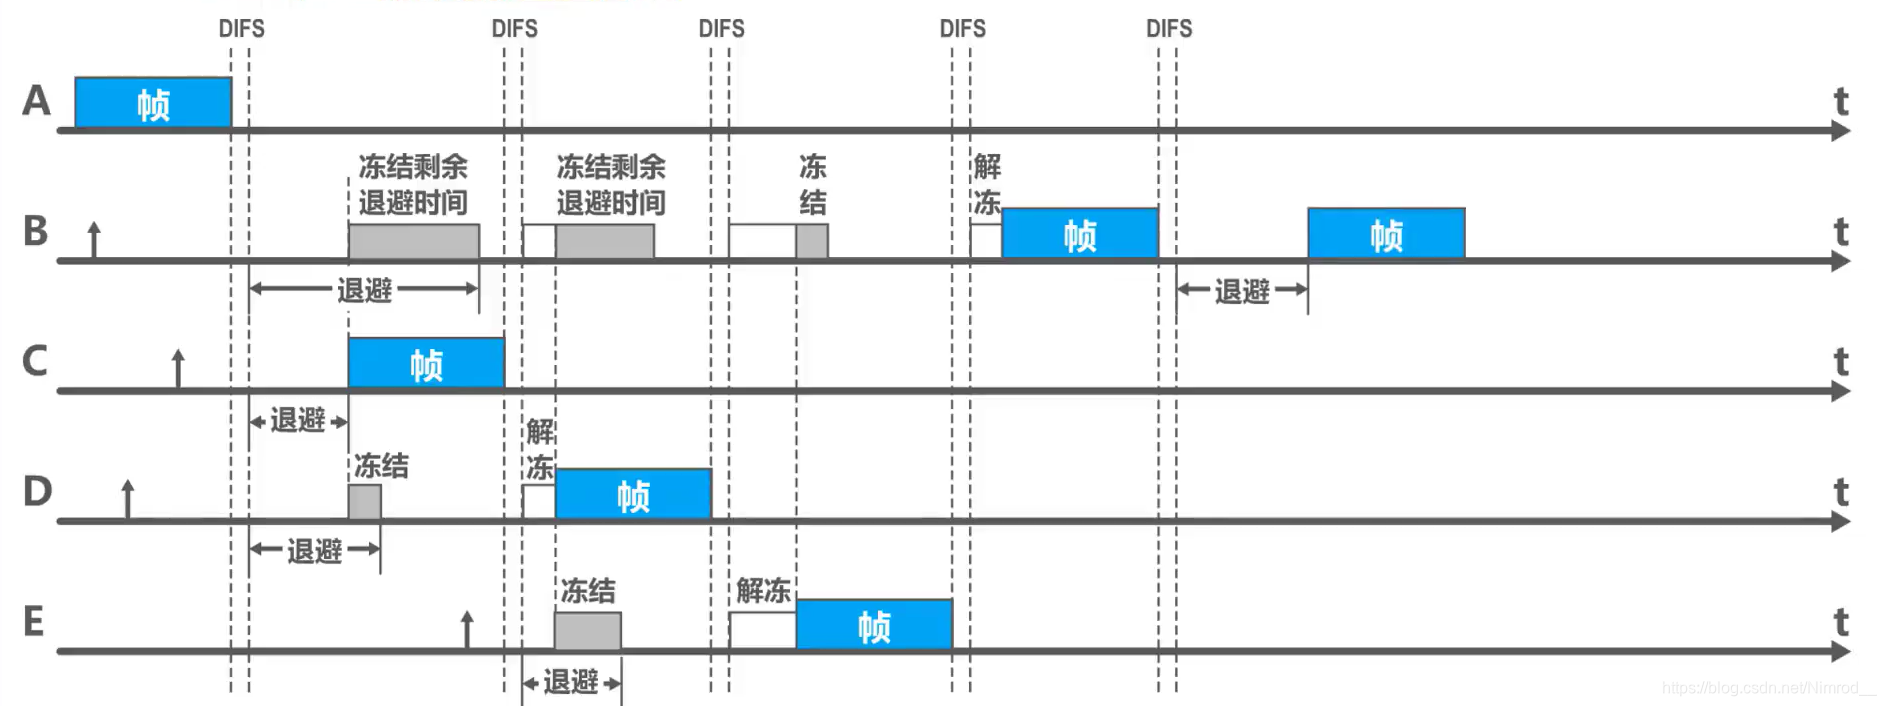 DIFS DIFS DIFS DIFS DIFS
A 帧 t
冻结剩余 冻结剩余 冻 解
退避时间 退避时间 结 冻
B 帧 帧 t
退避 退避
C 帧 t
退避 解
冻结 冻
D 帧 t
退避
冻结 解冻
E 帧 t
退避
https://blog.csdn.net/Nimrod__